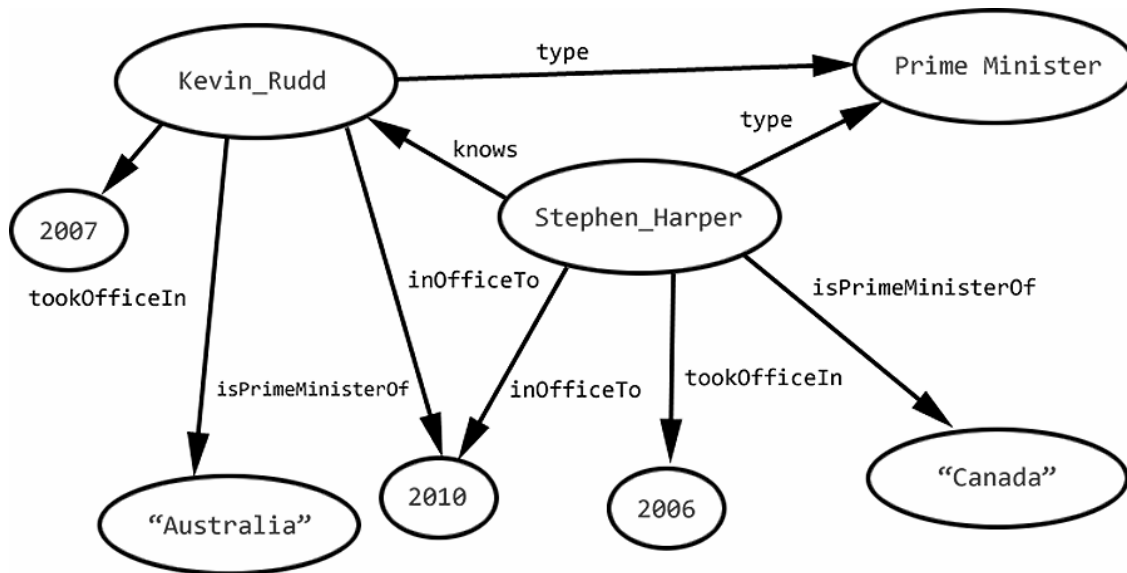 type
Kevin_Rudd
Prime Minister
type
knows
Stephen_Harper
2007
tookOfficeIn
inOfficeTo
isPrimeMinisterOf
isPrimeMinisterOf
inOfficeTo
tookOfficeIn
“Australia”
2010
2006
“Canada”